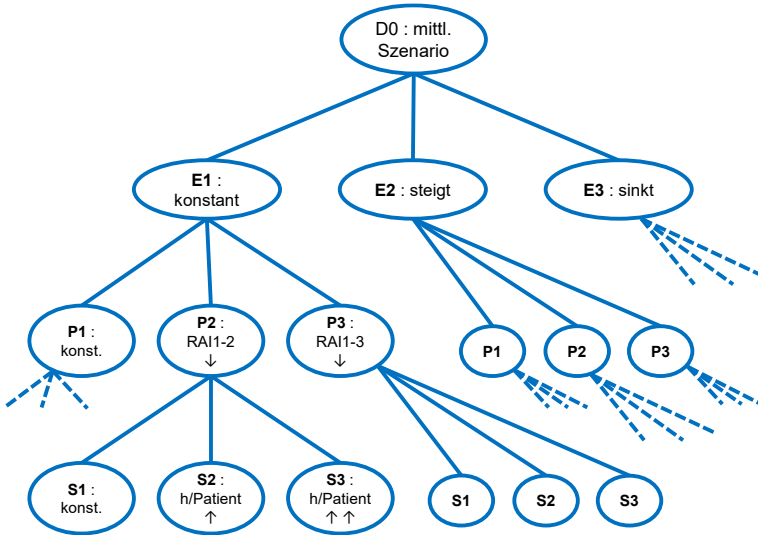 D0 : mittl.
Szenario
E1 :
konstant
E2 : steigt
E3 : sinkt
P1 :
konst.
P2 :
RAI1-2
↓
P3 :
RAI1-3
↓
P1
P2
P3
S1 :
konst.
S2 :
h/Patient
↑
S3 :
h/Patient
↑ ↑
S1
S2
S3